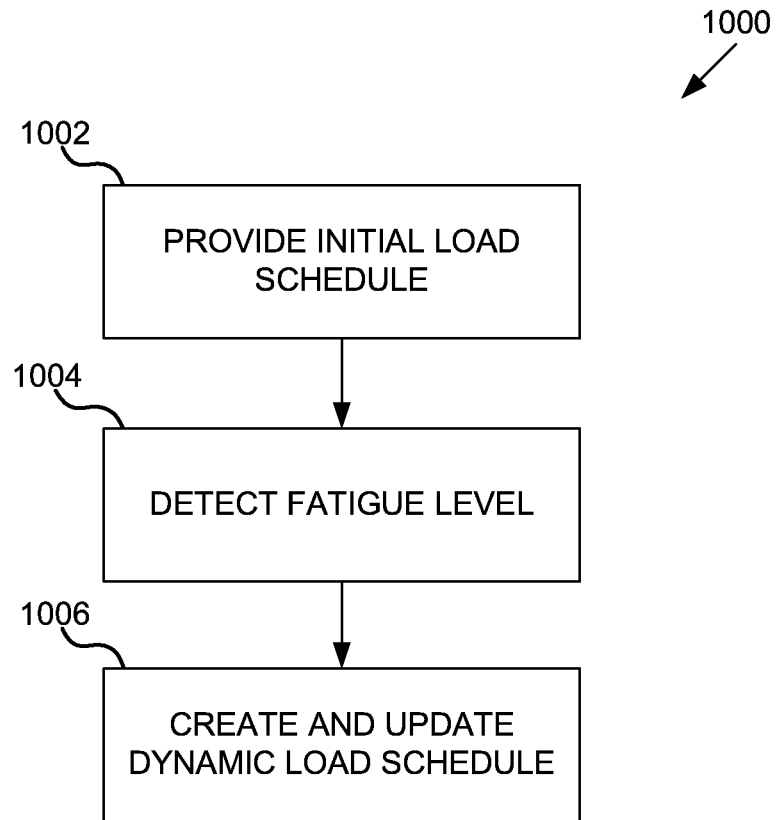 1000
1002
PROVIDE INITIAL LOAD
SCHEDULE
1004
DETECT FATIGUE LEVEL
1006
CREATE AND UPDATE
DYNAMIC LOAD SCHEDULE